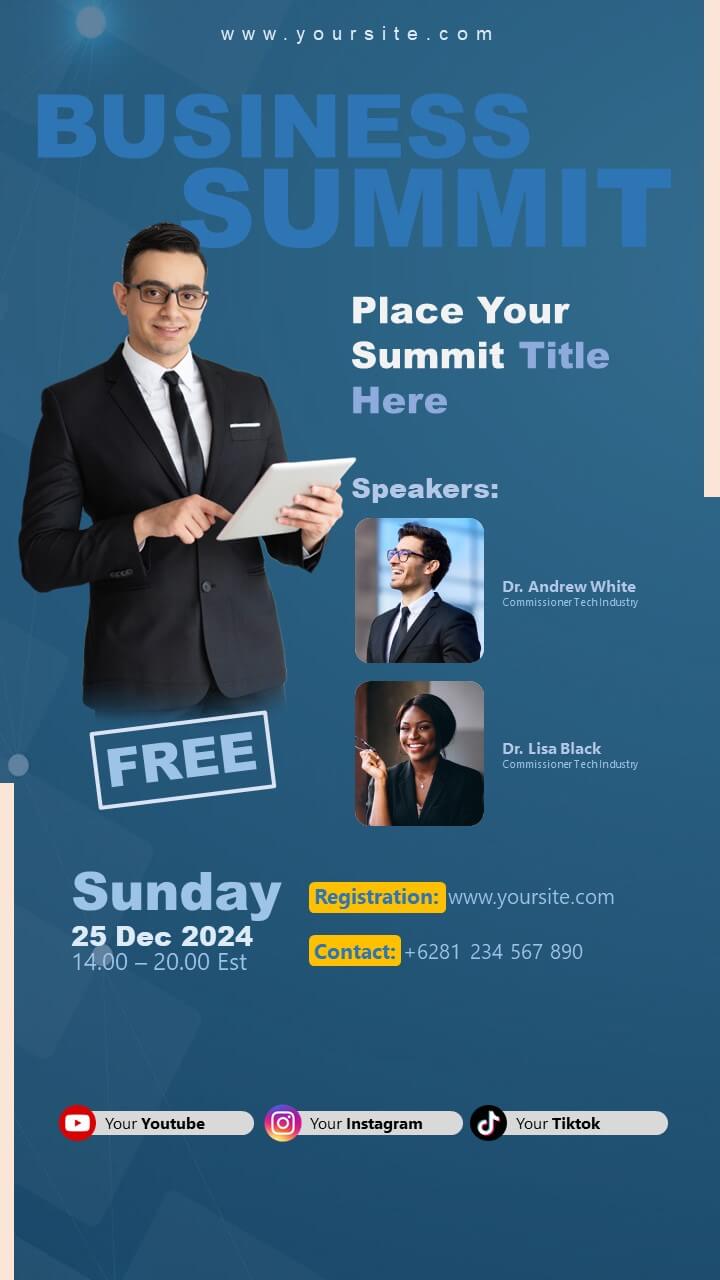 www.yoursite.com
BUSINESS
SUMMIT
Place Your
Summit Title
Here
Speakers:
Dr. Andrew White
Commissioner Tech Industry
Dr. Lisa Black
Commissioner Tech Industry
FREE
Sunday
25 Dec 2024
14.00 – 20.00 Est
Registration: www.yoursite.com
Contact: +6281 234 567 890
Your Youtube
Your Instagram
Your Tiktok